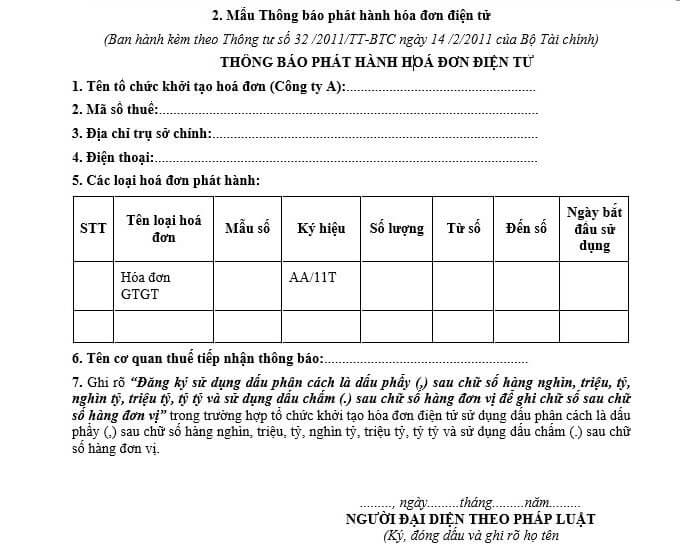 2. Mẫu Thông báo phát hành hóa đơn điện tử
(Ban hành kèm theo Thông tư số 32 /2011/TT-BTC ngày 14 /2/2011 của Bộ Tài chính)
THÔNG BÁO PHÁT HÀNH HOÁ ĐƠN ĐIỆN TỬ
1. Tên tổ chức khởi tạo hoá đơn (Công ty A):......................................................
2. Mã số thuế:.............................................................................................................
3. Địa chỉ trụ sở chính:..............................................................................................
4. Điện thoại:..............................................................................................................
5. Các loại hoá đơn phát hành:
STT Tên loại hoá đơn Mẫu số Ký hiệu Số lượng Từ số Đến số Ngày bắt đầu sử dụng
Hóa đơn GTGT AA/11T
6. Tên cơ quan thuế tiếp nhận thông báo:..........................................................
7. Ghi rõ “Đăng ký sử dụng dấu phân cách là dấu phẩy (,) sau chữ số hàng nghìn, triệu, tỷ,
nghìn tỷ, triệu tỷ, tỷ tỷ và sử dụng dấu chấm (.) sau chữ số hàng đơn vị để ghi chữ số sau chữ
số hàng đơn vị” trong trường hợp tổ chức khởi tạo hóa đơn điện tử sử dụng dấu phân cách là dấu
phẩy (,) sau chữ số hàng nghìn, triệu, tỷ, nghìn tỷ, triệu tỷ, tỷ tỷ và sử dụng dấu chấm (.) sau chữ
số hàng đơn vị.
.........., ngày.........tháng.........năm.........
NGƯỜI ĐẠI DIỆN THEO PHÁP LUẬT
(Ký, đóng dấu và ghi rõ họ tên